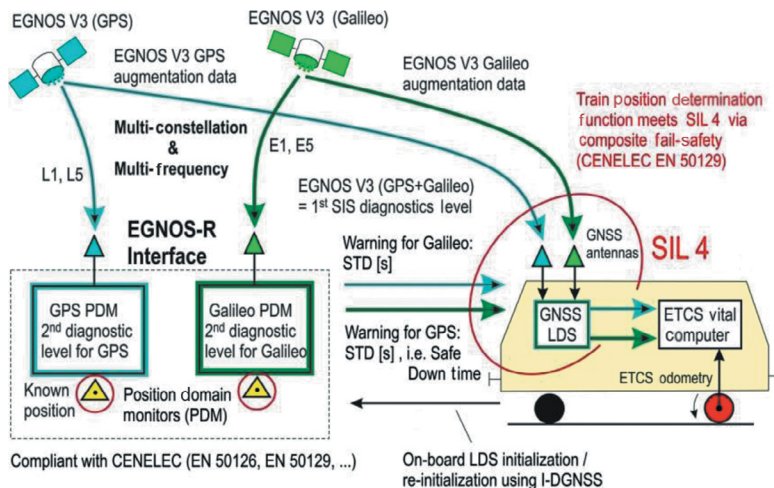 EGNOS V3 (GPS)
EGNOS V3 (Galileo)
EGNOS V3 GPS
augmentation data
EGNOS V3 Galileo
augmentation data
Train position determination
function meets SIL 4 via
composite fail-safety
(CENELEC EN 50129)
Multi-constellation
&
Multi-frequency
L1, L5
E1, E5
EGNOS V3 (GPS+Galileo)
= 1st SIS diagnostics level
EGNOS-R
Interface
Warning for Galileo:
STD [s]
GNSS
antennas
SIL 4
GPS PDM
2nd diagnostic
level for GPS
Galileo PDM
2nd diagnostic
level for Galileo
Warning for GPS:
STD [s] , i.e. Safe
Down time
GNSS
LDS
ETCS vital
computer
ETCS odometry
Known
position
Position domain
monitors (PDM)
Compliant with CENELEC (EN 50126, EN 50129, ...)
On-board LDS initialization /
re-initialization using I-DGNSS